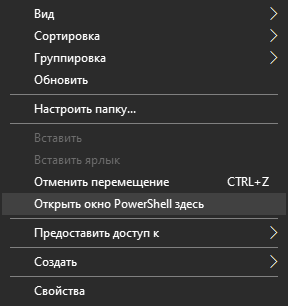 Вид
Сортировка
Группировка
Обновить
Настроить папку...
Вставить
Вставить ярлык
Отменить перемещение CTRL+Z
Открыть окно PowerShell здесь
Предоставить доступ к
Создать
Свойства